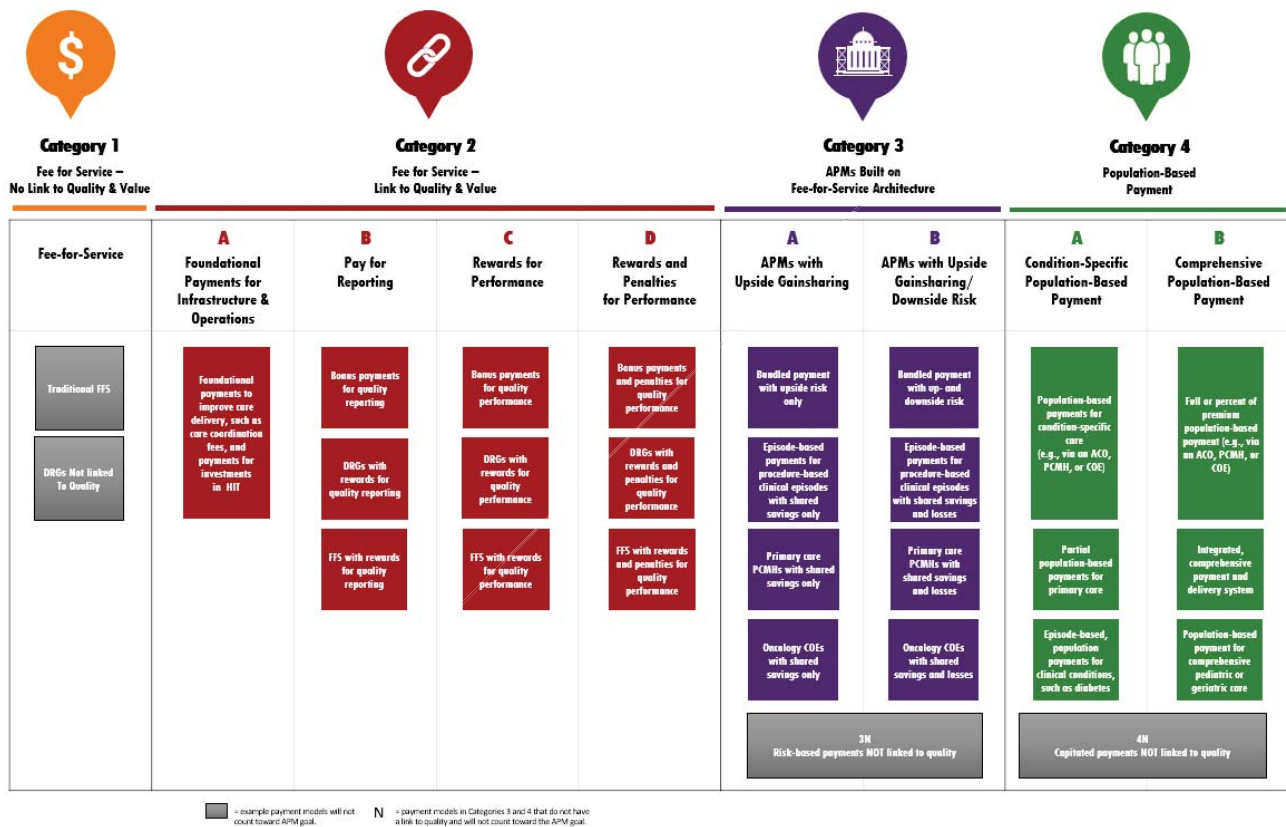 $
Category 1
Fee for Service –
No Link to Quality & Value
Category 2
Fee for Service –
Link to Quality & Value
Category 3
APMs Built on
Fee-for-Service Architecture
Category 4
Population-Based
Payment
Fee-for-Service
A
Foundational
Payments for
Infrastructure &
Operations
B
Pay for
Reporting
C
Rewards for
Performance
D
Rewards and
Penalties
for Performance
A
APMs with
Upside Gainsharing
B
APMs with Upside
Gainsharing/
Downside Risk
A
Condition-Specific
Population-Based
Payment
B
Comprehensive
Population-Based
Payment
Traditional FFS
DRGs Not linked
To Quality
Foundational
payments to
improve care
delivery, such as
care coordination
fees, and
payments for
investments
in HIT
Bonus payments
for quality
reporting
DRGs with
rewards for
quality reporting
FFS with rewards
for quality
reporting
Bonus payments
for quality
performance
DRGs with
rewards for
quality
performance
FFS with rewards
for quality
performance
Bonus payments
and penalties for
quality
performance
DRGs with
rewards and
penalties for
quality
performance
FFS with rewards
and penalties for
quality
performance
Bundled payment
with upside risk
only
Episode-based
payments for
procedure-based
clinical episodes
with shared
savings only
Primary care
PCMHs with shared
savings only
Oncology COEs
with shared
savings only
Bundled payment
with up- and
downside risk
Episode-based
payments for
procedure-based
clinical episodes
with shared savings
and losses
Primary care
PCMHs with
shared savings
and losses
Oncology COEs
with shared
savings and losses
Population-based
payments for
condition-specific
care
(e.g., via an ACO,
PCMH, or COE)
Partial
population-based
payments for
primary care
Episode-based,
population
payments for
clinical conditions,
such as diabetes
Full or percent of
premium
population-based
payment (e.g., via
an ACO, PCMH, or
COE)
Integrated,
comprehensive
payment and
delivery system
Population-based
payment for
comprehensive
pediatric or
geriatric care
3N
Risk-based payments NOT linked to quality
4N
Capitated payments NOT linked to quality
= example payment models will not
count toward APM goal.
N = payment models in Categories 3 and 4 that do not have
a link to quality and will not count toward the APM goal.